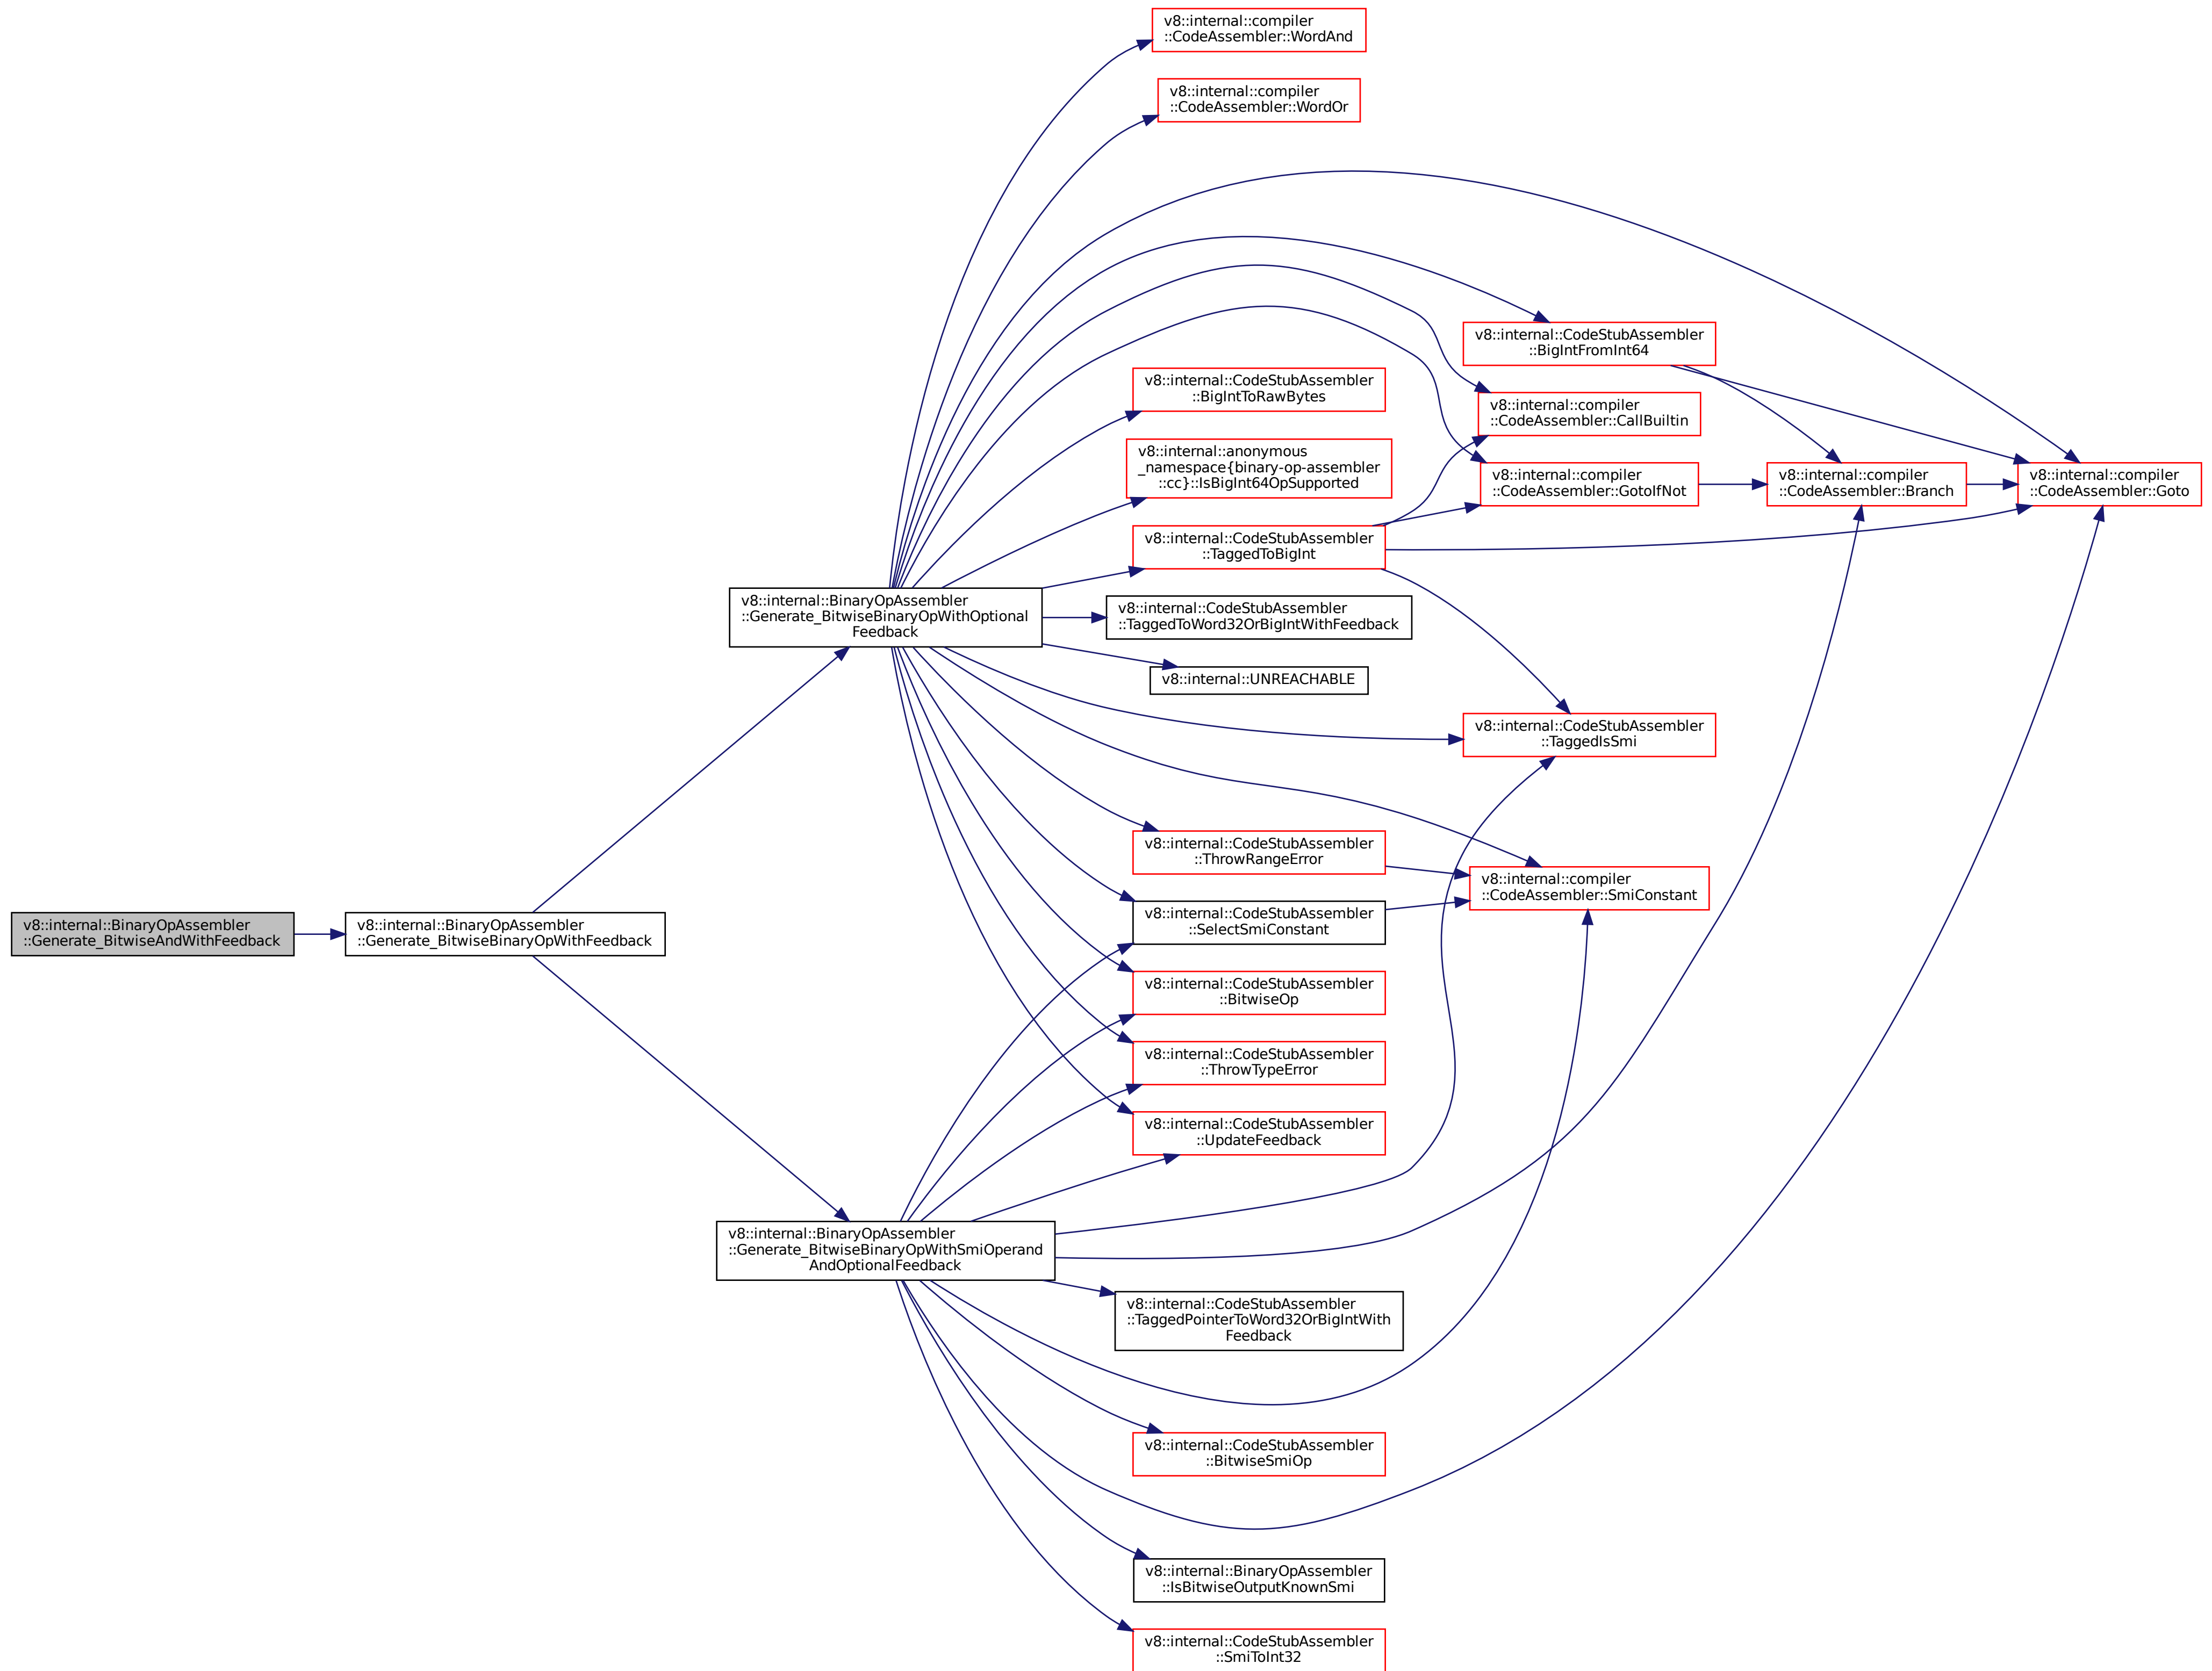 v8::internal::compiler
::CodeAssembler::WordAnd
v8::internal::compiler
::CodeAssembler::WordOr
v8::internal::CodeStubAssembler
::BigIntFromInt64
v8::internal::CodeStubAssembler
::BigIntToRawBytes
v8::internal::compiler
::CodeAssembler::CallBuiltin
v8::internal::anonymous
_namespace{binary-op-assembler
::cc}::IsBigInt64OpSupported
v8::internal::compiler
::CodeAssembler::GotoIfNot
v8::internal::compiler
::CodeAssembler::Branch
v8::internal::compiler
::CodeAssembler::Goto
v8::internal::CodeStubAssembler
::TaggedToBigInt
v8::internal::BinaryOpAssembler
::Generate_BitwiseBinaryOpWithOptional
Feedback
v8::internal::CodeStubAssembler
::TaggedToWord32OrBigIntWithFeedback
v8::internal::UNREACHABLE
v8::internal::CodeStubAssembler
::TaggedIsSmi
v8::internal::CodeStubAssembler
::ThrowRangeError
v8::internal::compiler
::CodeAssembler::SmiConstant
v8::internal::BinaryOpAssembler
::Generate_BitwiseAndWithFeedback
v8::internal::BinaryOpAssembler
::Generate_BitwiseBinaryOpWithFeedback
v8::internal::CodeStubAssembler
::SelectSmiConstant
v8::internal::CodeStubAssembler
::BitwiseOp
v8::internal::CodeStubAssembler
::ThrowTypeError
v8::internal::CodeStubAssembler
::UpdateFeedback
v8::internal::BinaryOpAssembler
::Generate_BitwiseBinaryOpWithSmiOperand
AndOptionalFeedback
v8::internal::CodeStubAssembler
::TaggedPointerToWord32OrBigIntWith
Feedback
v8::internal::CodeStubAssembler
::BitwiseSmiOp
v8::internal::BinaryOpAssembler
::IsBitwiseOutputKnownSmi
v8::internal::CodeStubAssembler
::SmiToInt32